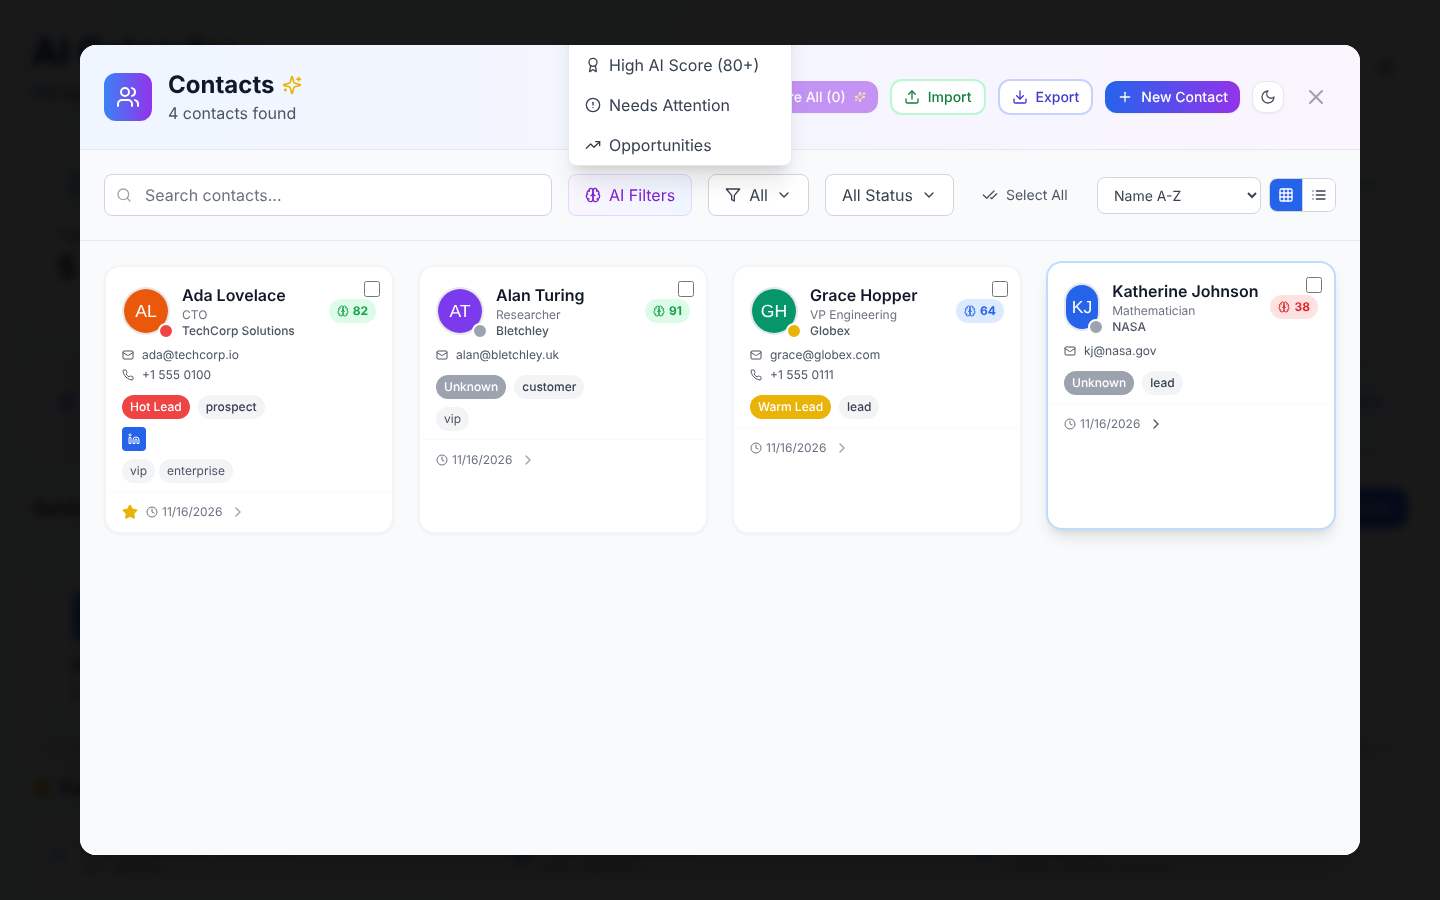 Contacts
4 contacts found
High AI Score (80+)
Needs Attention
Opportunities
re All (0)
Import
Export
New Contact
Search contacts...
AI Filters
All
All Status
Select All
Name A-Z
AL
Ada Lovelace
CTO
TechCorp Solutions
82
ada@techcorp.io
+1 555 0100
Hot Lead
prospect
in
vip
enterprise
11/16/2026
AT
Alan Turing
Researcher
Bletchley
91
alan@bletchley.uk
Unknown
customer
vip
11/16/2026
GH
Grace Hopper
VP Engineering
Globex
64
grace@globex.com
+1 555 0111
Warm Lead
lead
11/16/2026
KJ
Katherine Johnson
Mathematician
NASA
38
kj@nasa.gov
Unknown
lead
11/16/2026